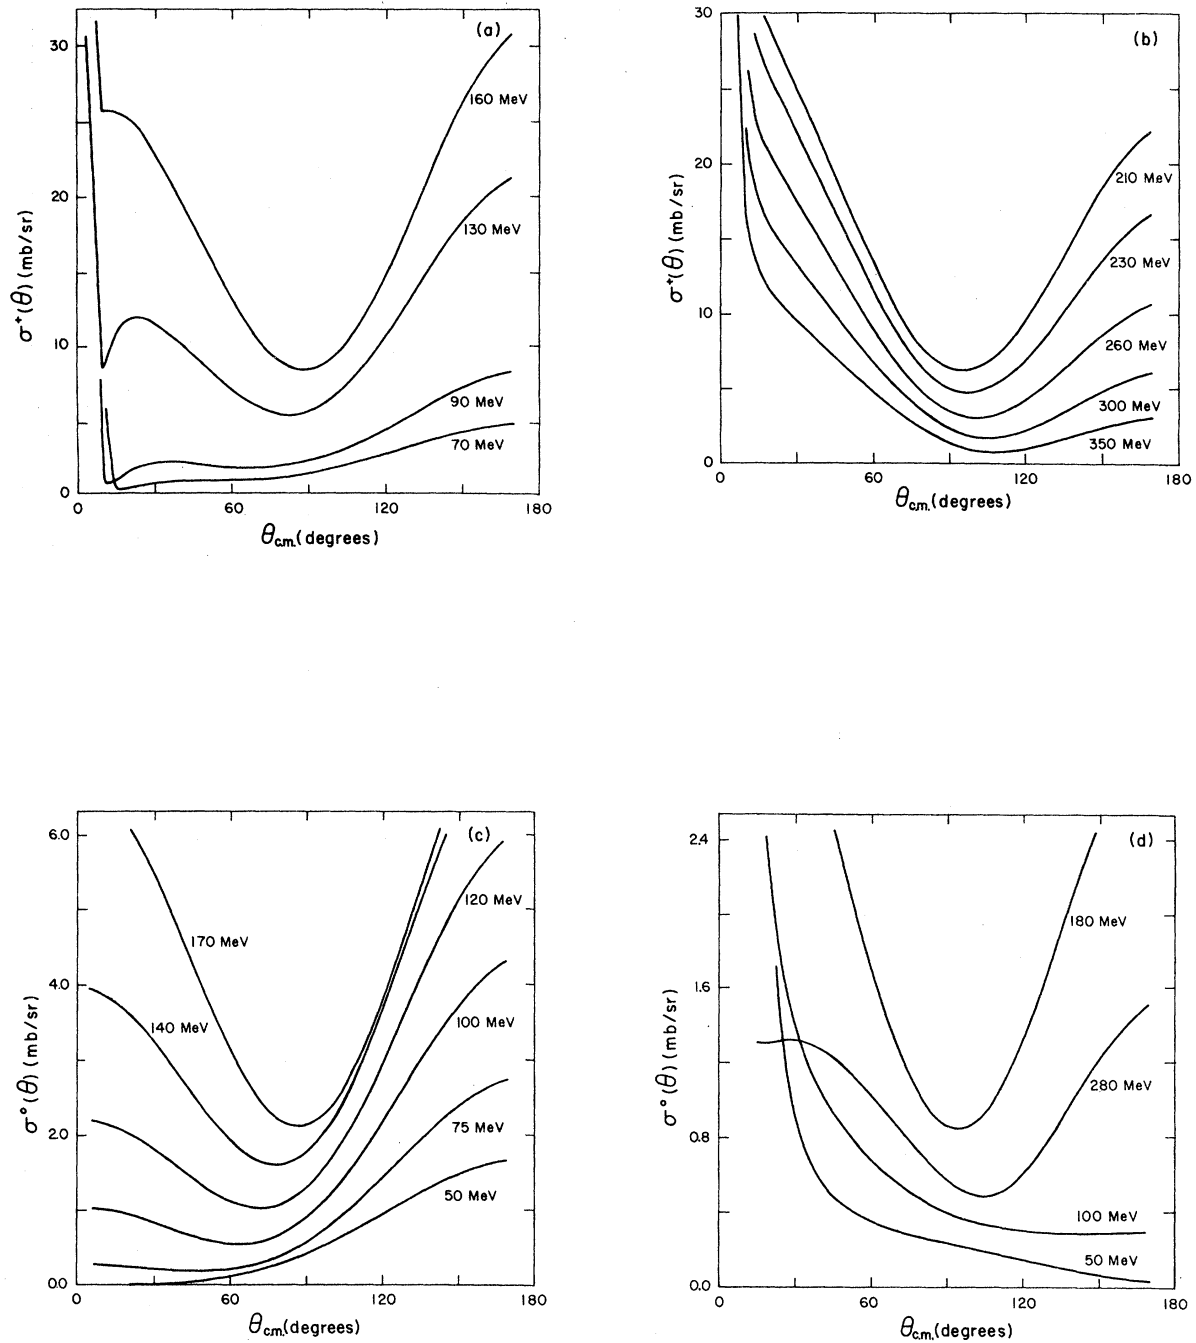 (a)
30
20
10
0
σ⁺(θ) (mb/sr)
160 MeV
130 MeV
90 MeV
70 MeV
0 60 120 180
θc.m.(degrees)
(b)
30
20
10
0
σ⁺(θ) (mb/sr)
210 MeV
230 MeV
260 MeV
300 MeV
350 MeV
0 60 120 180
θc.m.(degrees)
(c)
6.0
4.0
2.0
0.0
σ°(θ) (mb/sr)
170 MeV
140 MeV
120 MeV
100 MeV
75 MeV
50 MeV
0 60 120 180
θc.m.(degrees)
(d)
2.4
1.6
0.8
0.0
σ°(θ) (mb/sr)
180 MeV
280 MeV
100 MeV
50 MeV
0 60 120 180
θc.m.(degrees)